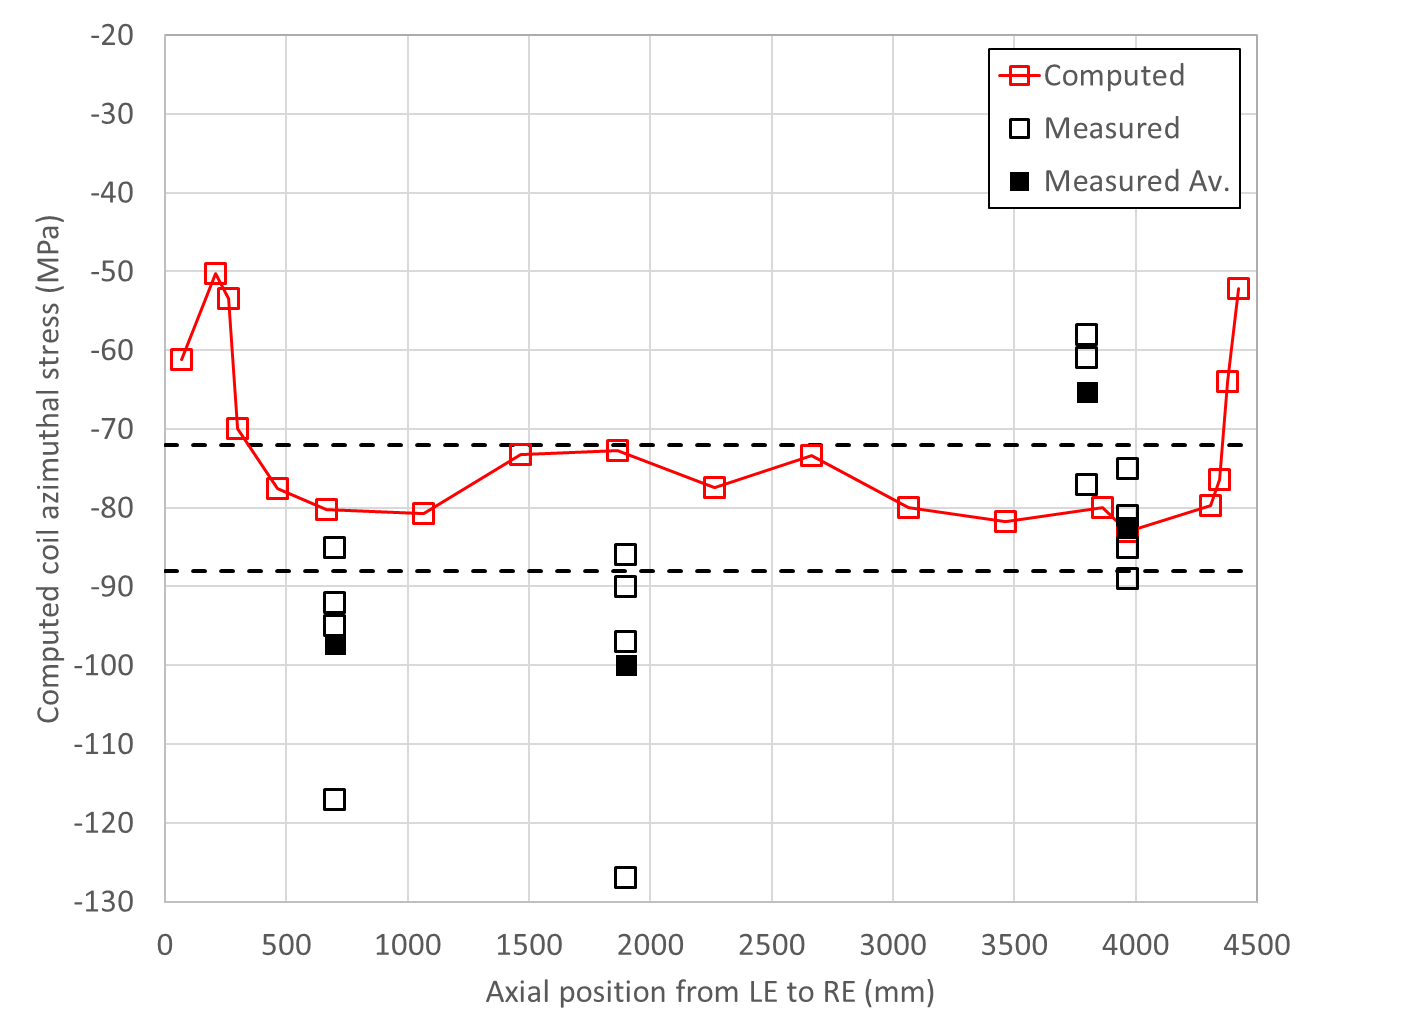 -20
-30
-40
-50
-60
-70
-80
-90
-100
-110
-120
-130
Computed coil azimuthal stress (MPa)
Computed
Measured
Measured Av.
0 500 1000 1500 2000 2500 3000 3500 4000 4500
Axial position from LE to RE (mm)